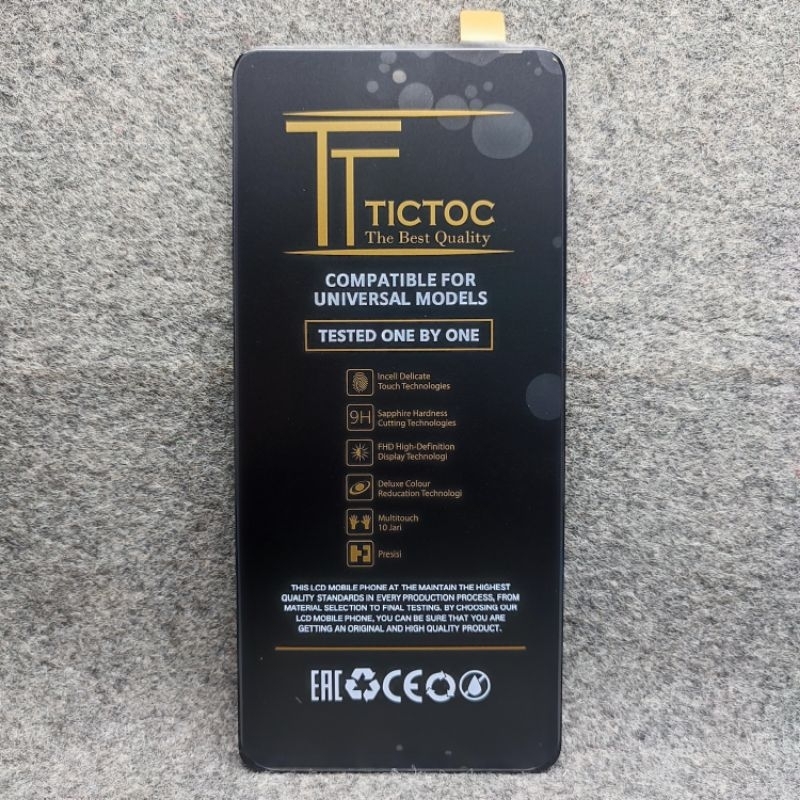 TT
TICTOC
The Best Quality
COMPATIBLE FOR
UNIVERSAL MODELS
TESTED ONE BY ONE
Incell Delicate
Touch Technologies
9H
Sapphire Hardness
Cutting Technologies
FHD High-Definition
Display Technologi
Deluxe Colour
Reducation Technologi
Multitouch
10 Jari
Presisi
THIS LCD MOBILE PHONE AT THE MAINTAIN THE HIGHEST
QUALITY STANDARDS IN EVERY PRODUCTION PROCESS, FROM
MATERIAL SELECTION TO FINAL TESTING. BY CHOOSING OUR
LCD MOBILE PHONE, YOU CAN BE SURE THAT YOU ARE
GETTING AN ORIGINAL AND HIGH QUALITY PRODUCT.
EAC CE